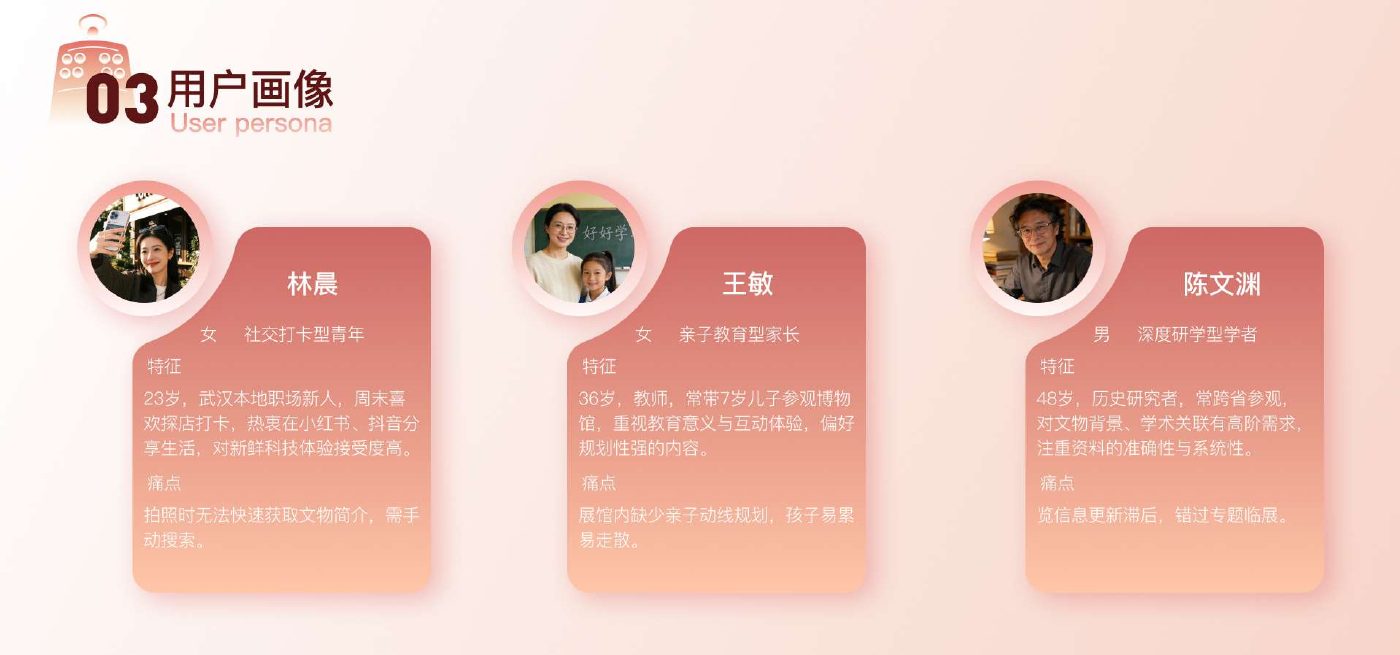 03 用户画像
User persona
林晨
女 社交打卡型青年
特征
23岁，武汉本地职场新人，周末喜
欢探店打卡，热衷在小红书、抖音分
享生活，对新鲜科技体验接受度高。
痛点
拍照时无法快速获取文物简介，需手
动搜索。
好好学
王敏
女 亲子教育型家长
特征
36岁，教师，常带7岁儿子参观博物
馆，重视教育意义与互动体验，偏好
规划性强的内容。
痛点
展馆内缺少亲子动线规划，孩子易累
易走散。
陈文渊
男 深度研学型学者
特征
48岁，历史研究者，常跨省参观，
对文物背景、学术关联有高阶需求，
注重资料的准确性与系统性。
痛点
览信息更新滞后，错过专题临展。